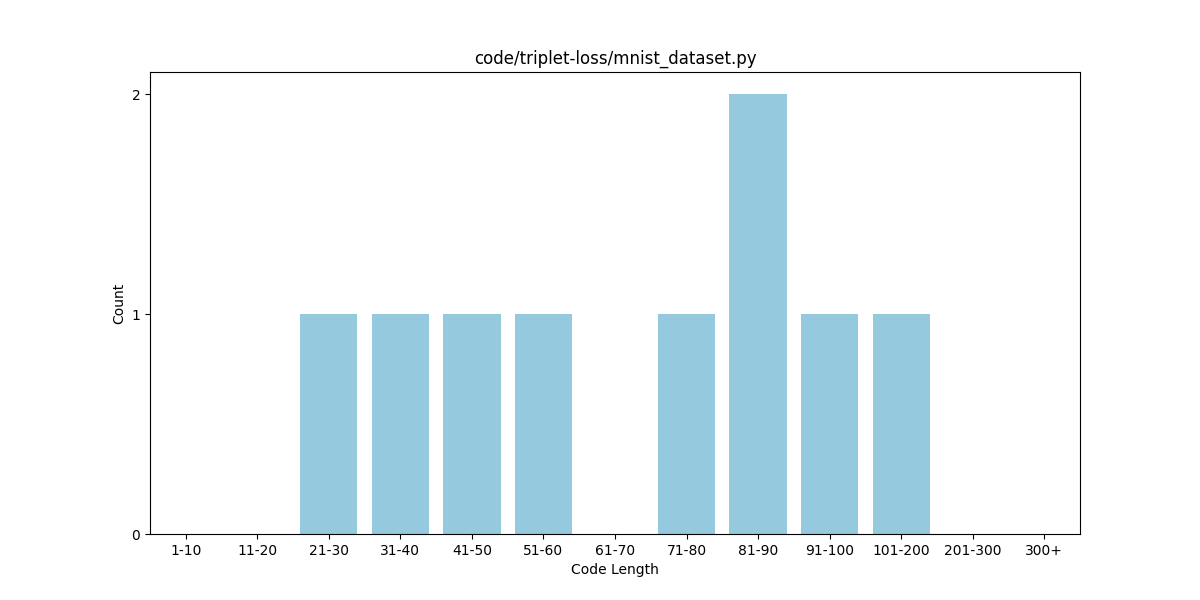 code/triplet-loss/mnist_dataset.py
Count
2
1
0
1-10 11-20 21-30 31-40 41-50 51-60 61-70 71-80 81-90 91-100 101-200 201-300 300+
Code Length